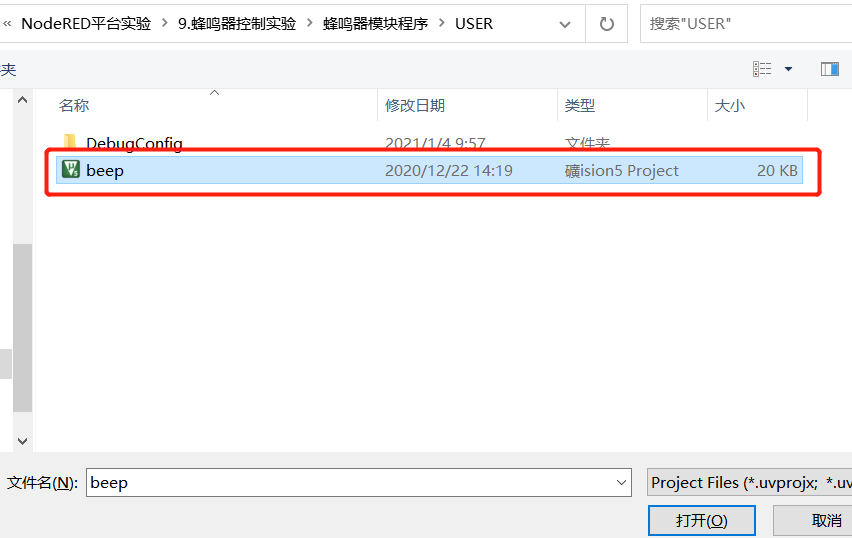 « NodeRED平台实验 › 9.蜂鸣器控制实验 › 蜂鸣器模块程序 › USER 搜索"USER"
夹
名称 修改日期 类型 大小
DebugConfig 2021/1/4 9:57 文件夹
beep 2020/12/22 14:19 礦ision5 Project 20 KB
文件名(N): beep Project Files (*.uvprojx; *.uv
打开(O) 取消